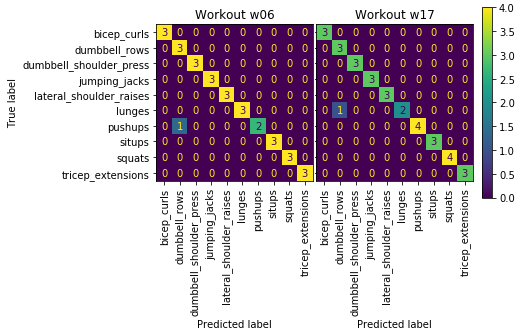 Workout w06 Workout w17
True label
bicep_curls 3 0 0 0 0 0 0 0 0 0 3 0 0 0 0 0 0 0 0 0
dumbbell_rows 0 3 0 0 0 0 0 0 0 0 0 3 0 0 0 0 0 0 0 0
dumbbell_shoulder_press 0 0 3 0 0 0 0 0 0 0 0 0 3 0 0 0 0 0 0 0
jumping_jacks 0 0 0 3 0 0 0 0 0 0 0 0 0 3 0 0 0 0 0 0
lateral_shoulder_raises 0 0 0 0 3 0 0 0 0 0 0 0 0 0 3 0 0 0 0 0
lunges 0 0 0 0 0 3 0 0 0 0 0 1 0 0 0 2 0 0 0 0
pushups 0 1 0 0 0 0 2 0 0 0 0 0 0 0 0 0 4 0 0 0
situps 0 0 0 0 0 0 0 3 0 0 0 0 0 0 0 0 0 3 0 0
squats 0 0 0 0 0 0 0 0 3 0 0 0 0 0 0 0 0 0 4 0
tricep_extensions 0 0 0 0 0 0 0 0 0 3 0 0 0 0 0 0 0 0 0 3
bicep_curls
dumbbell_rows
dumbbell_shoulder_press
jumping_jacks
lateral_shoulder_raises
lunges
pushups
situps
squats
tricep_extensions
Predicted label
bicep_curls
dumbbell_rows
dumbbell_shoulder_press
jumping_jacks
lateral_shoulder_raises
lunges
pushups
situps
squats
tricep_extensions
Predicted label
4.0
3.5
3.0
2.5
2.0
1.5
1.0
0.5
0.0